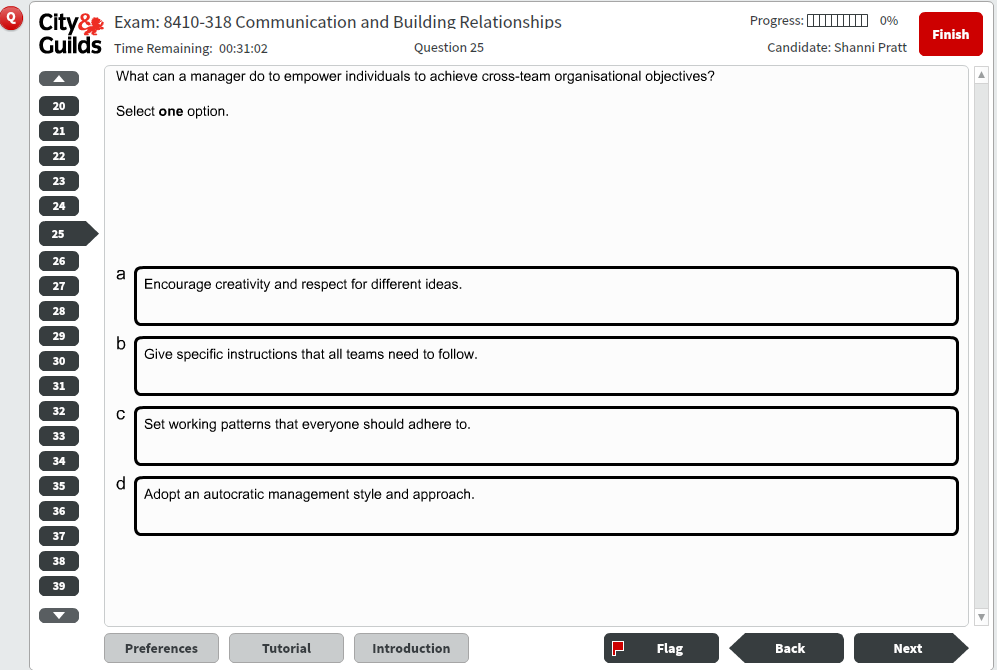 Q
City&
Guilds
Exam: 8410-318 Communication and Building Relationships
Time Remaining: 00:31:02
Question 25
Progress: 0%
Candidate: Shanni Pratt
Finish
20
21
22
23
24
25
26
27
28
29
30
31
32
33
34
35
36
37
38
39
What can a manager do to empower individuals to achieve cross-team organisational objectives?
Select one option.
a
Encourage creativity and respect for different ideas.
b
Give specific instructions that all teams need to follow.
c
Set working patterns that everyone should adhere to.
d
Adopt an autocratic management style and approach.
Preferences
Tutorial
Introduction
Flag
Back
Next